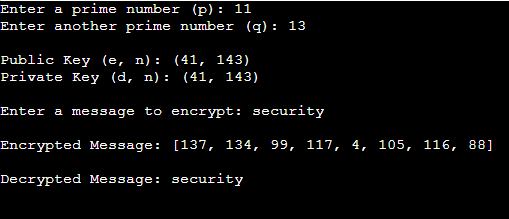 Enter a prime number (p): 11
Enter another prime number (q): 13
Public Key (e, n): (41, 143)
Private Key (d, n): (41, 143)
Enter a message to encrypt: security
Encrypted Message: [137, 134, 99, 117, 4, 105, 116, 88]
Decrypted Message: security